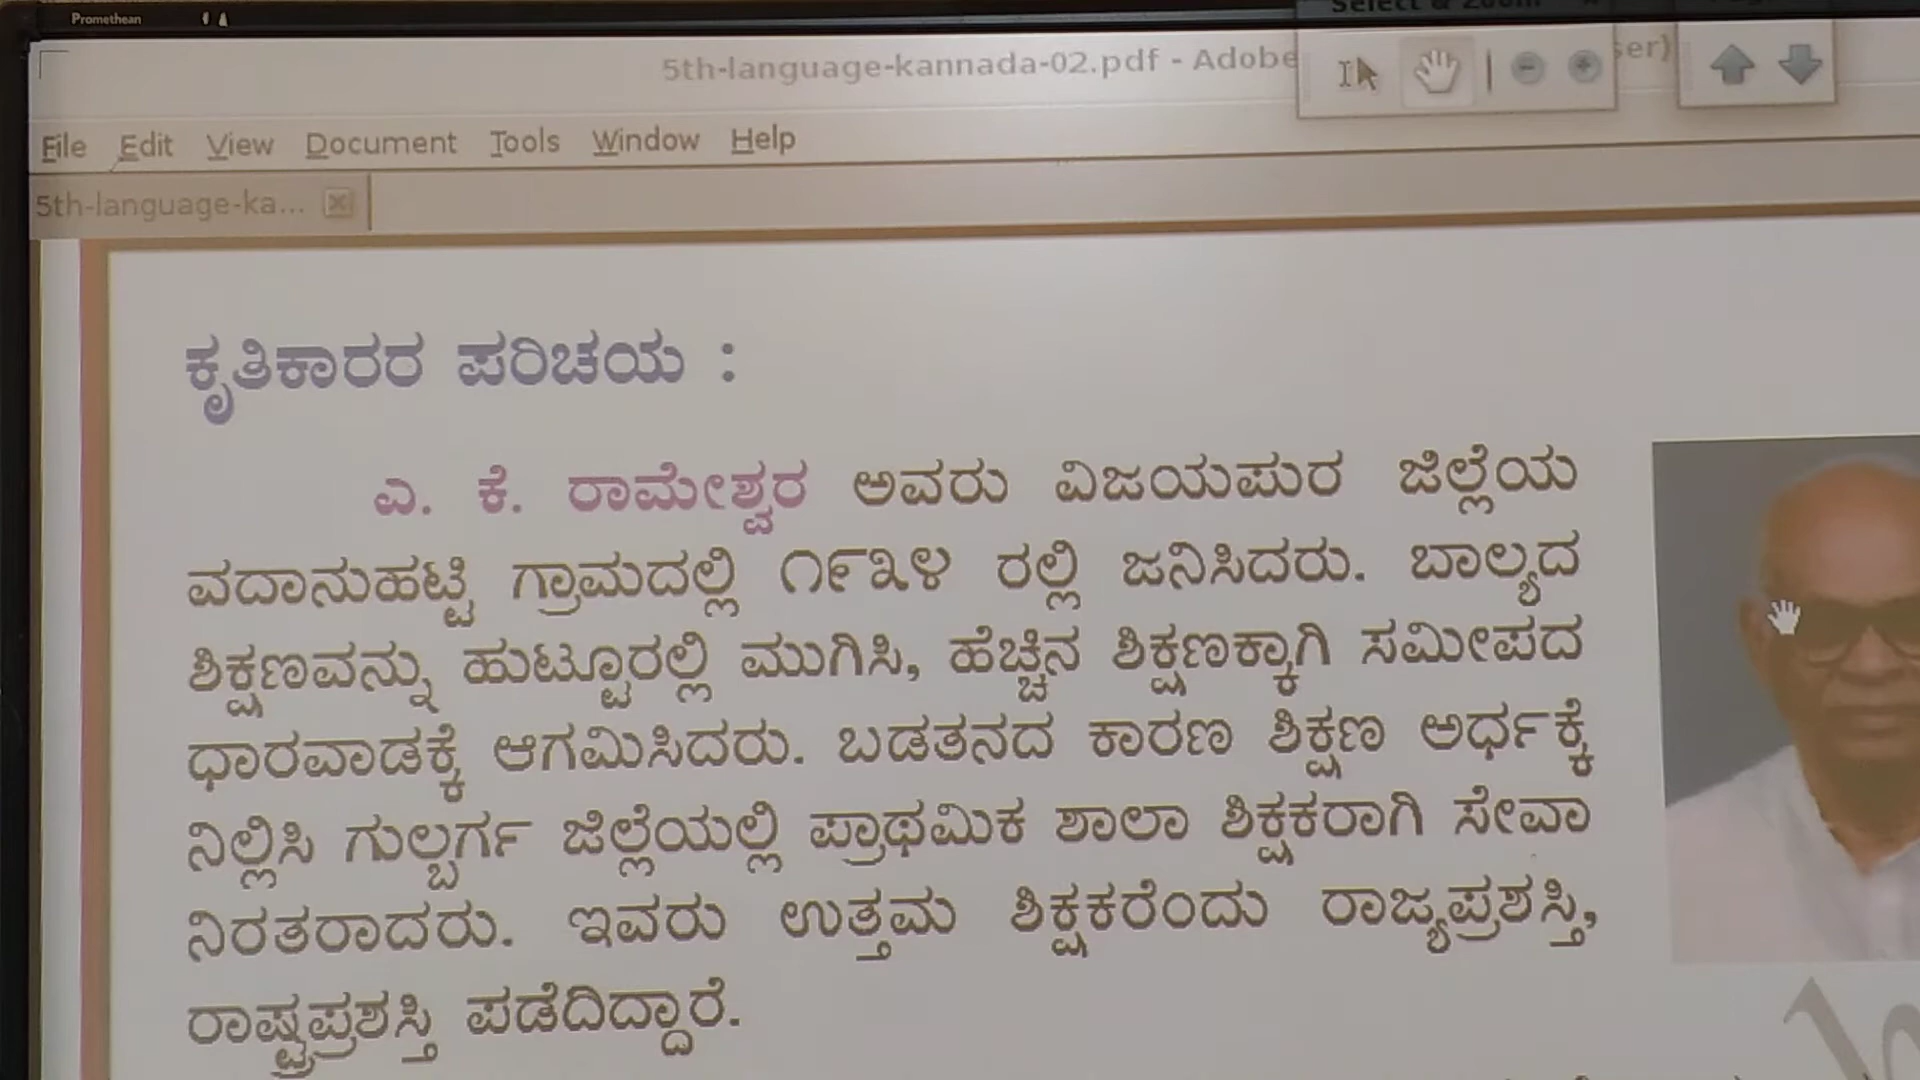 Promethean
Select & Zoom
5th-language-kannada-02.pdf - Adobe
ser)
File Edit View Document Tools Window Help
5th-language-ka...
ಕೃತಿಕಾರರ ಪರಿಚಯ :
ಎ. ಕೆ. ರಾಮೇಶ್ವರ ಅವರು ವಿಜಯಪುರ ಜಿಲ್ಲೆಯ
ವದಾನುಹಟ್ಟಿ ಗ್ರಾಮದಲ್ಲಿ ೧೯೩೪ ರಲ್ಲಿ ಜನಿಸಿದರು. ಬಾಲ್ಯದ
ಶಿಕ್ಷಣವನ್ನು ಹುಟ್ಟೂರಲ್ಲಿ ಮುಗಿಸಿ, ಹೆಚ್ಚಿನ ಶಿಕ್ಷಣಕ್ಕಾಗಿ ಸಮೀಪದ
ಧಾರವಾಡಕ್ಕೆ ಆಗಮಿಸಿದರು. ಬಡತನದ ಕಾರಣ ಶಿಕ್ಷಣ ಅರ್ಧಕ್ಕೆ
ನಿಲ್ಲಿಸಿ ಗುಲ್ಬರ್ಗ ಜಿಲ್ಲೆಯಲ್ಲಿ ಪ್ರಾಥಮಿಕ ಶಾಲಾ ಶಿಕ್ಷಕರಾಗಿ ಸೇವಾ
ನಿರತರಾದರು. ಇವರು ಉತ್ತಮ ಶಿಕ್ಷಕರೆಂದು ರಾಜ್ಯಪ್ರಶಸ್ತಿ,
ರಾಷ್ಟ್ರಪ್ರಶಸ್ತಿ ಪಡೆದಿದ್ದಾರೆ.